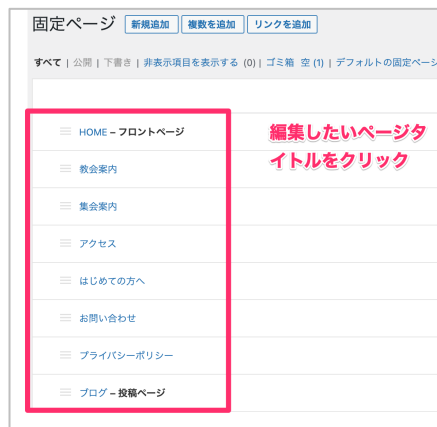 固定ページ 新規追加 複数を追加 リンクを追加
すべて | 公開 | 下書き | 非表示項目を表示する (0) | ゴミ箱 空 (1) | デフォルトの固定ページ
HOME – フロントページ
編集したいページタ
イトルをクリック
教会案内
集会案内
アクセス
はじめての方へ
お問い合わせ
プライバシーポリシー
ブログ – 投稿ページ